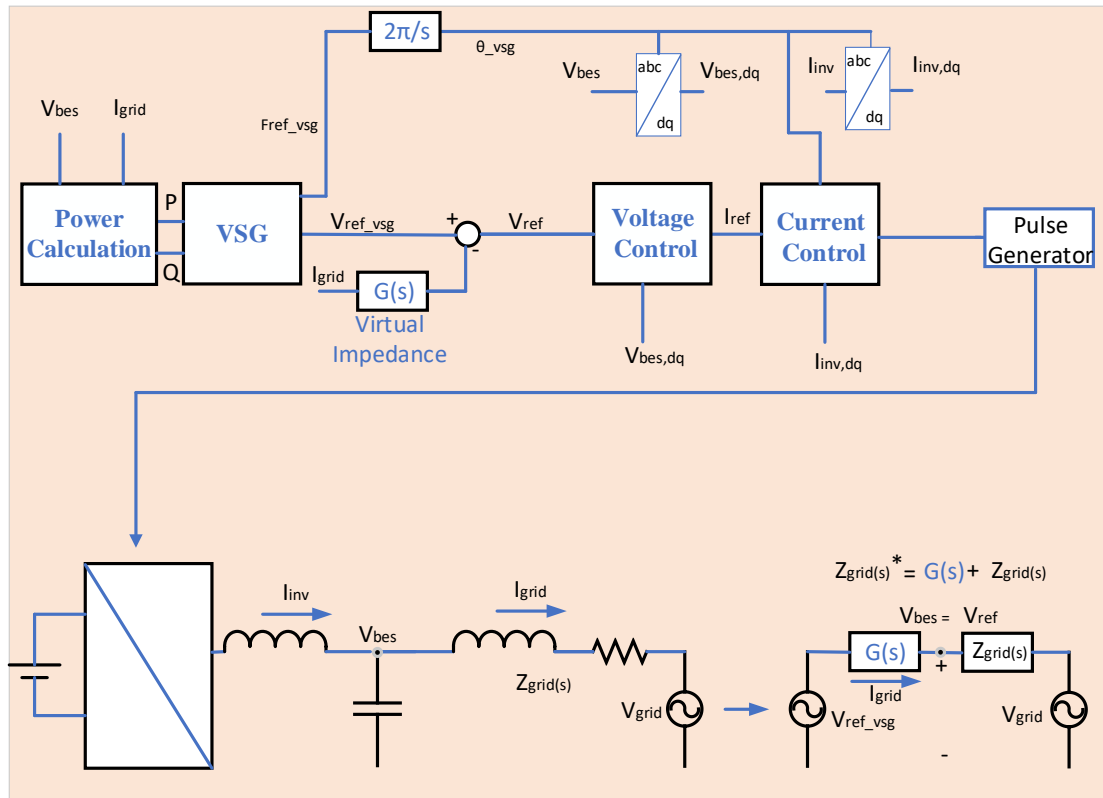 2π/s
θ_vsg
Vbes
abc
dq
Vbes,dq
Iinv
abc
dq
Iinv,dq
Vbes
Igrid
Fref_vsg
Power
Calculation
P
Q
VSG
Vref_vsg
+
-
Vref
Igrid
G(s)
Virtual
Impedance
Voltage
Control
Iref
Current
Control
Pulse
Generator
Vbes,dq
Iinv,dq
Iinv
Vbes
Igrid
Zgrid(s)
Vgrid
Zgrid(s)* = G(s) + Zgrid(s)
Vbes = Vref
G(s)
Igrid
+
Zgrid(s)
Vref_vsg
Vgrid
-